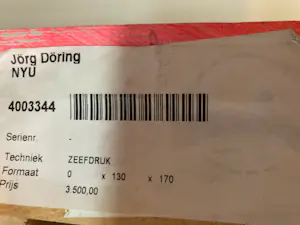 Jörg Döring
NYU
4003344
Serienr. -
Techniek ZEEFDRUK
Formaat 0 x 130 x 170
Prijs 3.500,00